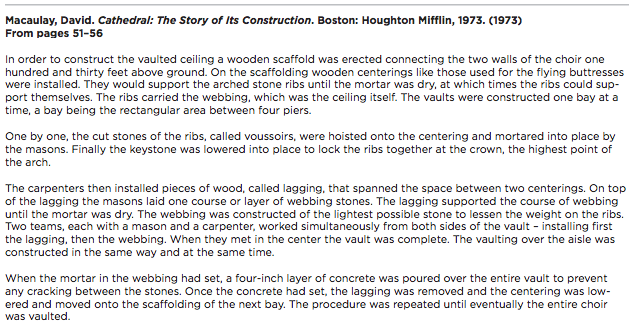 Macaulay, David. Cathedral: The Story of Its Construction. Boston: Houghton Mifflin, 1973. (1973)
From pages 51–56
In order to construct the vaulted ceiling a wooden scaffold was erected connecting the two walls of the choir one
hundred and thirty feet above ground. On the scaffolding wooden centerings like those used for the flying buttresses
were installed. They would support the arched stone ribs until the mortar was dry, at which times the ribs could sup-
port themselves. The ribs carried the webbing, which was the ceiling itself. The vaults were constructed one bay at a
time, a bay being the rectangular area between four piers.
One by one, the cut stones of the ribs, called voussoirs, were hoisted onto the centering and mortared into place by
the masons. Finally the keystone was lowered into place to lock the ribs together at the crown, the highest point of
the arch.
The carpenters then installed pieces of wood, called lagging, that spanned the space between two centerings. On top
of the lagging the masons laid one course or layer of webbing stones. The lagging supported the course of webbing
until the mortar was dry. The webbing was constructed of the lightest possible stone to lessen the weight on the ribs.
Two teams, each with a mason and a carpenter, worked simultaneously from both sides of the vault – installing first
the lagging, then the webbing. When they met in the center the vault was complete. The vaulting over the aisle was
constructed in the same way and at the same time.
When the mortar in the webbing had set, a four-inch layer of concrete was poured over the entire vault to prevent
any cracking between the stones. Once the concrete had set, the lagging was removed and the centering was low-
ered and moved onto the scaffolding of the next bay. The procedure was repeated until eventually the entire choir
was vaulted.